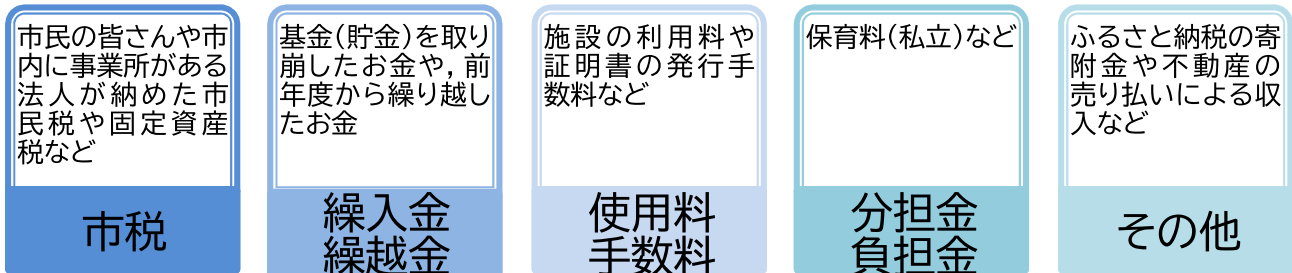 市民の皆さんや市
内に事業所がある
法人が納めた市
民税や固定資産
税など
市税
基金(貯金)を取り
崩したお金や，前
年度から繰り越し
たお金
繰入金
繰越金
施設の利用料や
証明書の発行手
数料など
使用料
手数料
保育料(私立)など
分担金
負担金
ふるさと納税の寄
附金や不動産の
売り払いによる収
入など
その他